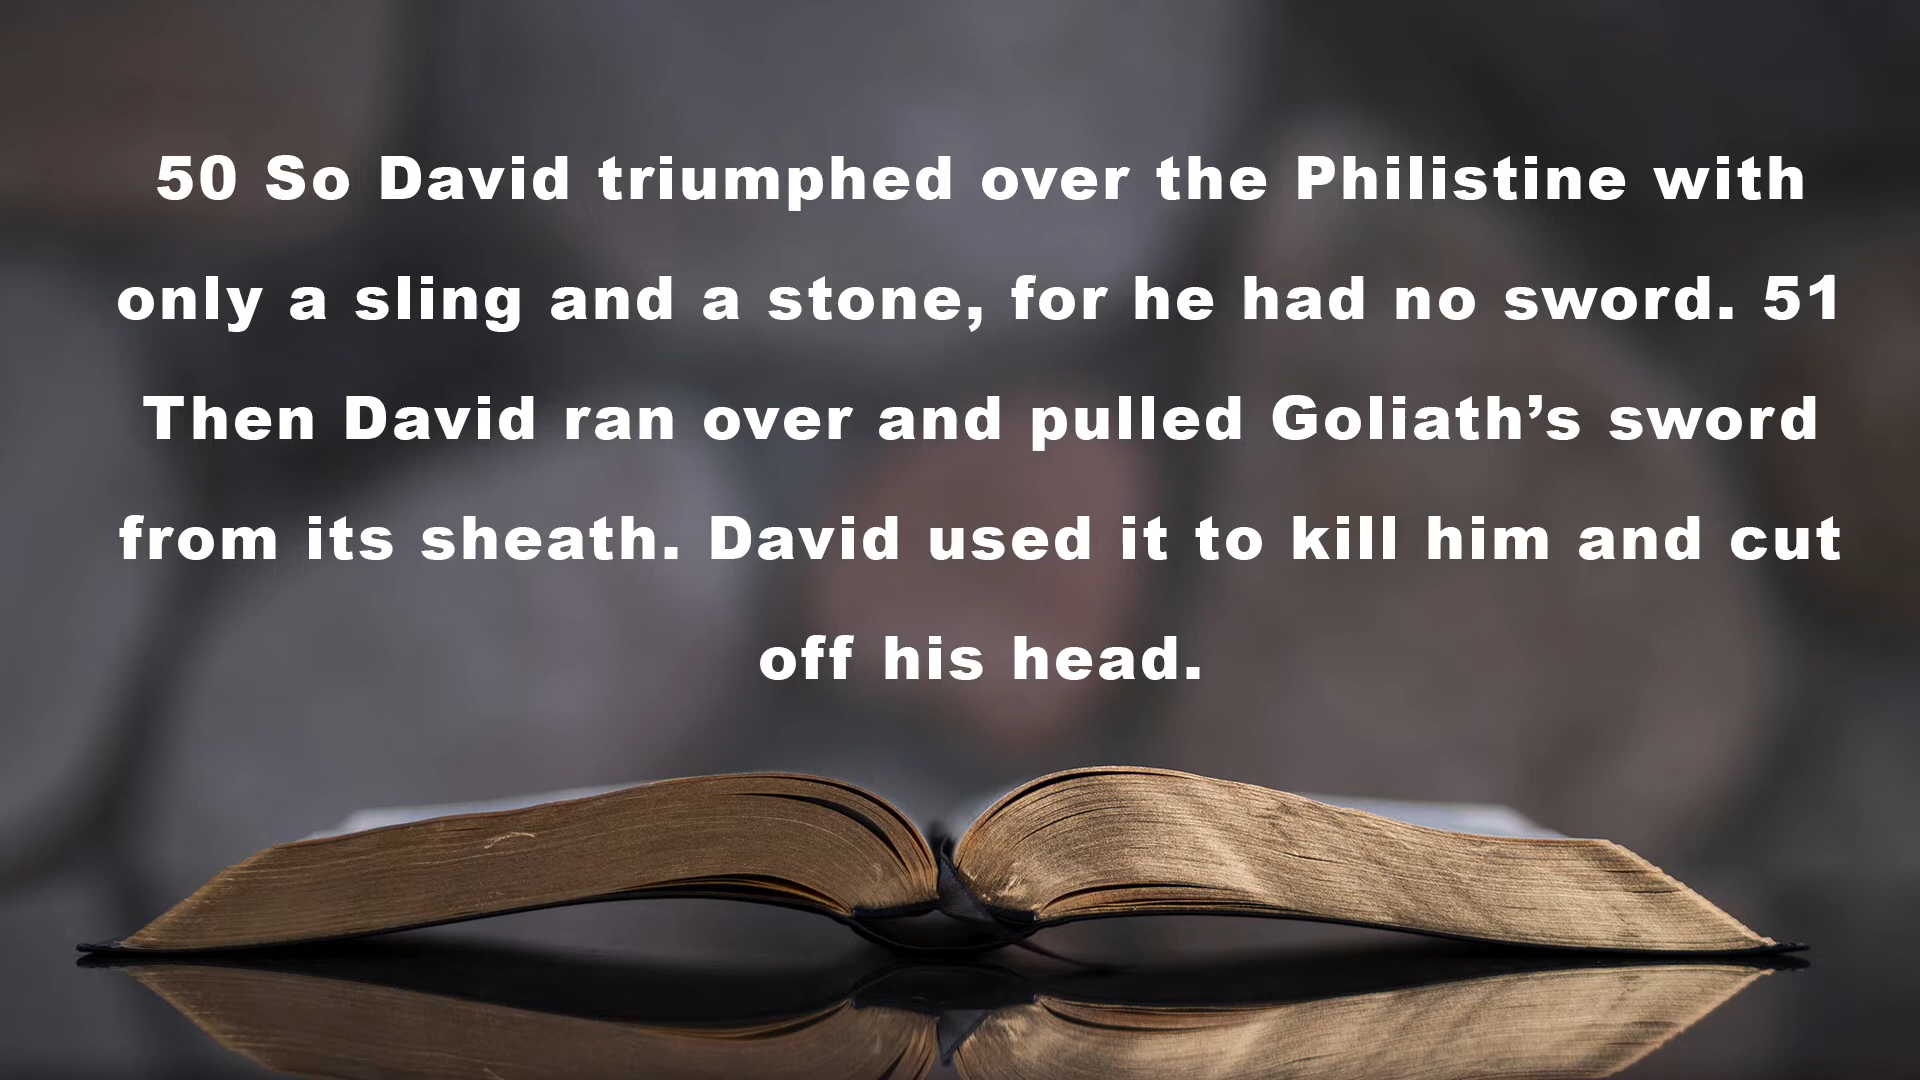 50 So David triumphed over the Philistine with
only a sling and a stone, for he had no sword. 51
Then David ran over and pulled Goliath’s sword
from its sheath. David used it to kill him and cut
off his head.